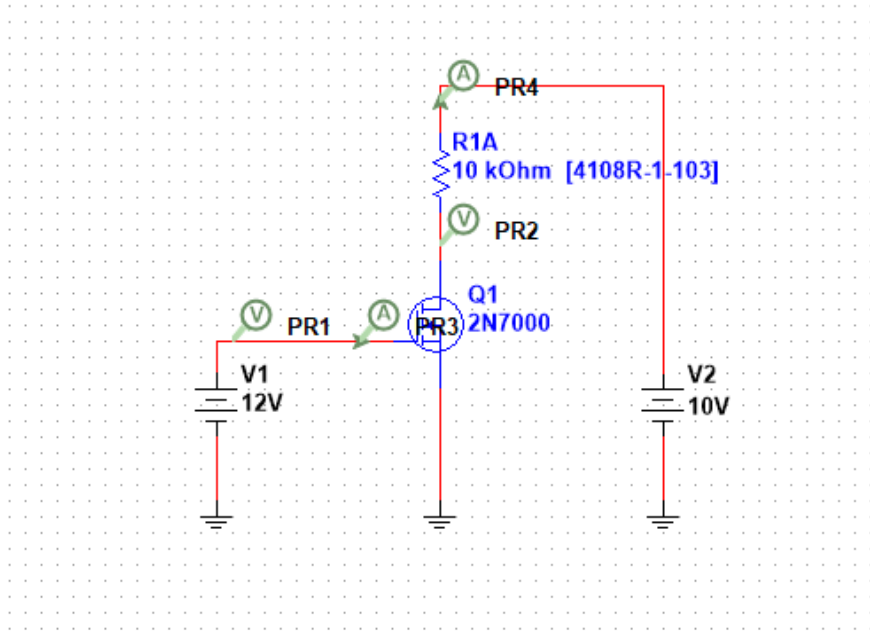 A
PR4
R1A
10 kOhm [4108R-1-103]
V
PR2
Q1
2N7000
V
PR1
A
PR3
V1
12V
V2
10V